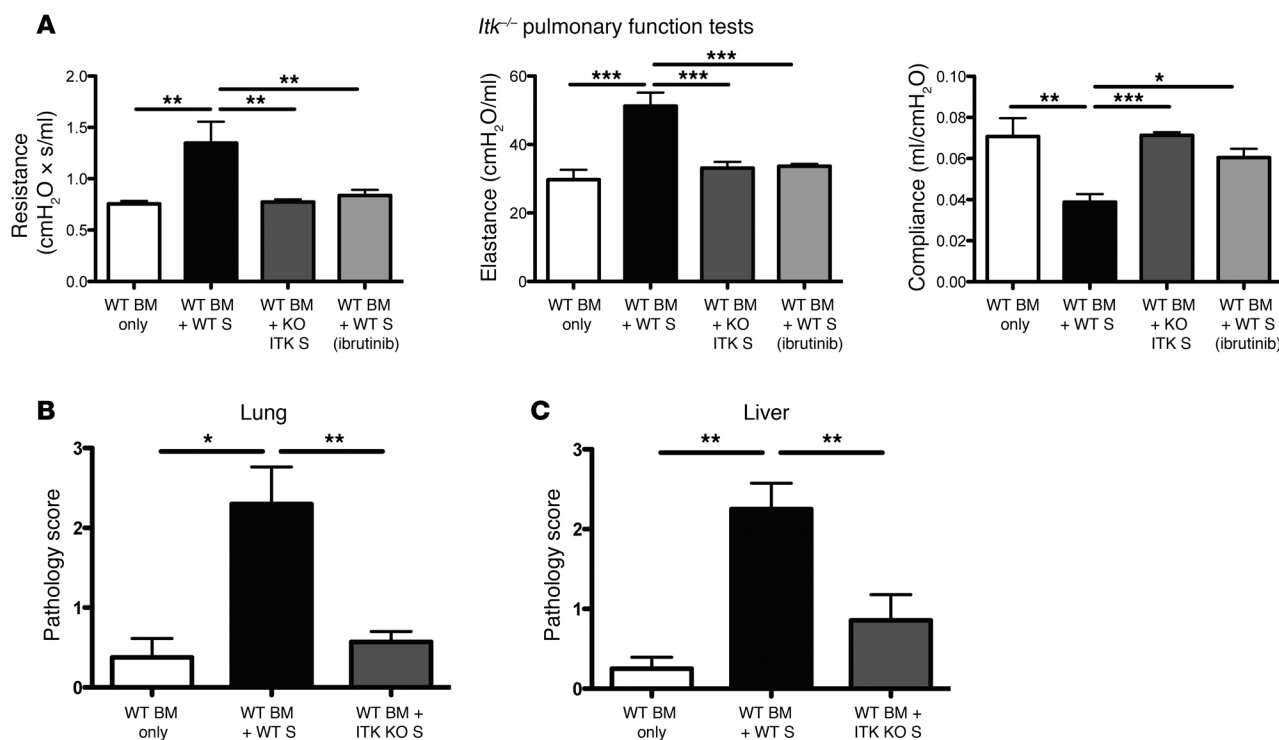 A
Itk–/– pulmonary function tests
Resistance
(cmH2O × s/ml)
2.0
1.5
1.0
0.5
0.0
**
**
**
WT BM
only
WT BM
+ WT S
WT BM
+ KO
ITK S
WT BM
+ WT S
(ibrutinib)
Elastance (cmH2O/ml)
60
40
20
0
***
***
***
WT BM
only
WT BM
+ WT S
WT BM
+ KO
ITK S
WT BM
+ WT S
(ibrutinib)
Compliance (ml/cmH2O)
0.10
0.08
0.06
0.04
0.02
0.00
*
**
***
WT BM
only
WT BM
+ WT S
WT BM
+ KO
ITK S
WT BM
+ WT S
(ibrutinib)
B
Lung
Pathology score
3
2
1
0
*
**
WT BM
only
WT BM
+ WT S
WT BM +
ITK KO S
C
Liver
Pathology score
3
2
1
0
**
**
WT BM
only
WT BM
+ WT S
WT BM +
ITK KO S